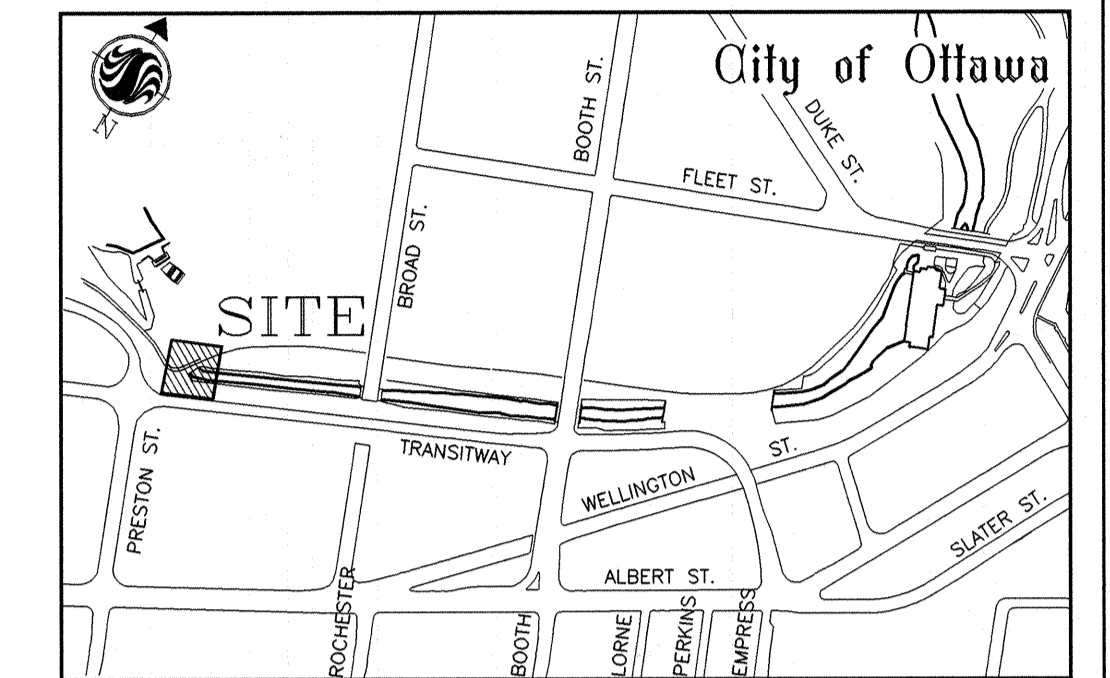 City of Ottawa
N
BOOTH ST.
DUKE ST.
FLEET ST.
BROAD ST.
SITE
TRANSITWAY
ST.
WELLINGTON
PRESTON ST.
SLATER ST.
ALBERT ST.
ROCHESTER
BOOTH
LORNE
PERKINS
EMPRESS